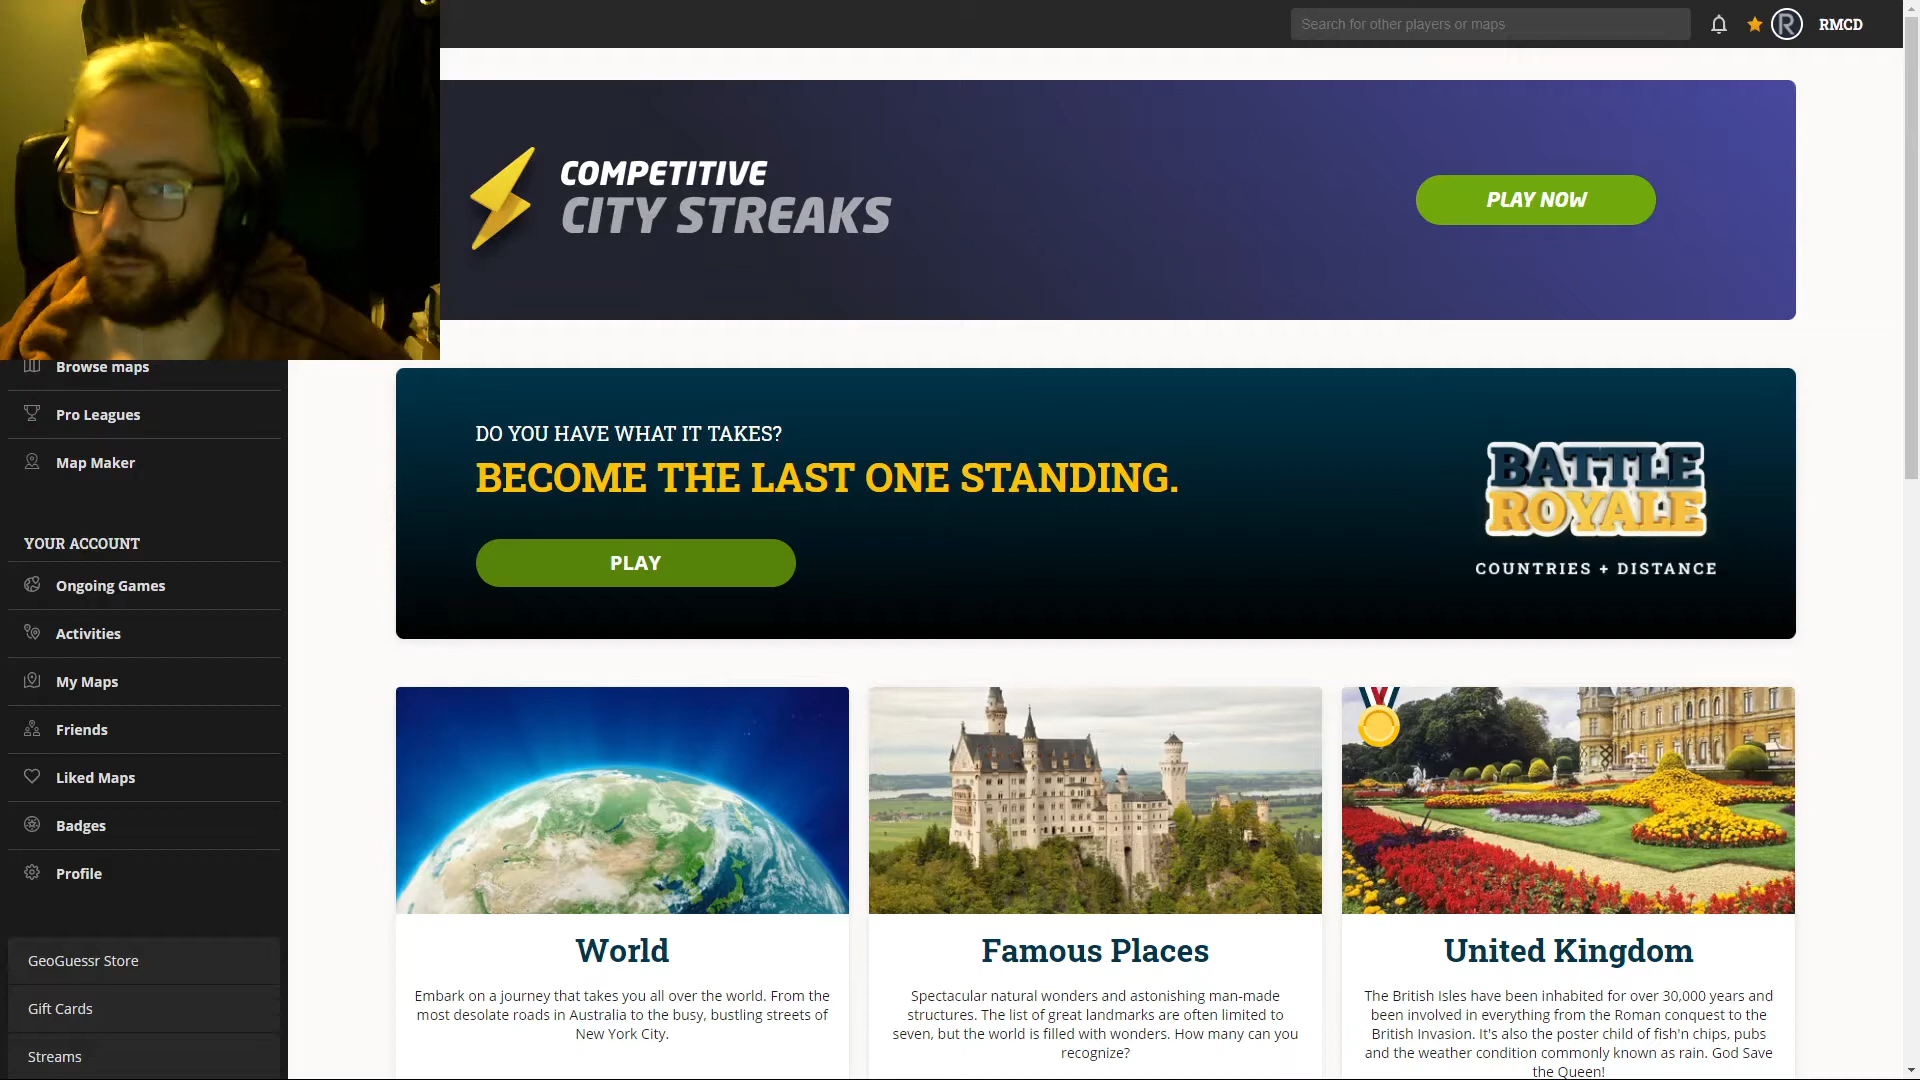 Search for other players or maps
R
RMCD
COMPETITIVE
CITY STREAKS
PLAY NOW
Browse maps
Pro Leagues
Map Maker
YOUR ACCOUNT
Ongoing Games
Activities
My Maps
Friends
Liked Maps
Badges
Profile
GeoGuessr Store
Gift Cards
Streams
DO YOU HAVE WHAT IT TAKES?
BECOME THE LAST ONE STANDING.
PLAY
BATTLE
ROYALE
COUNTRIES + DISTANCE
World
Embark on a journey that takes you all over the world. From the
most desolate roads in Australia to the busy, bustling streets of
New York City.
Famous Places
Spectacular natural wonders and astonishing man-made
structures. The list of great landmarks are often limited to
seven, but the world is filled with wonders. How many can you
recognize?
United Kingdom
The British Isles have been inhabited for over 30,000 years and
been involved in everything from the Roman conquest to the
British Invasion. It's also the poster child of fish'n chips, pubs
and the weather condition commonly known as rain. God Save
the Queen!